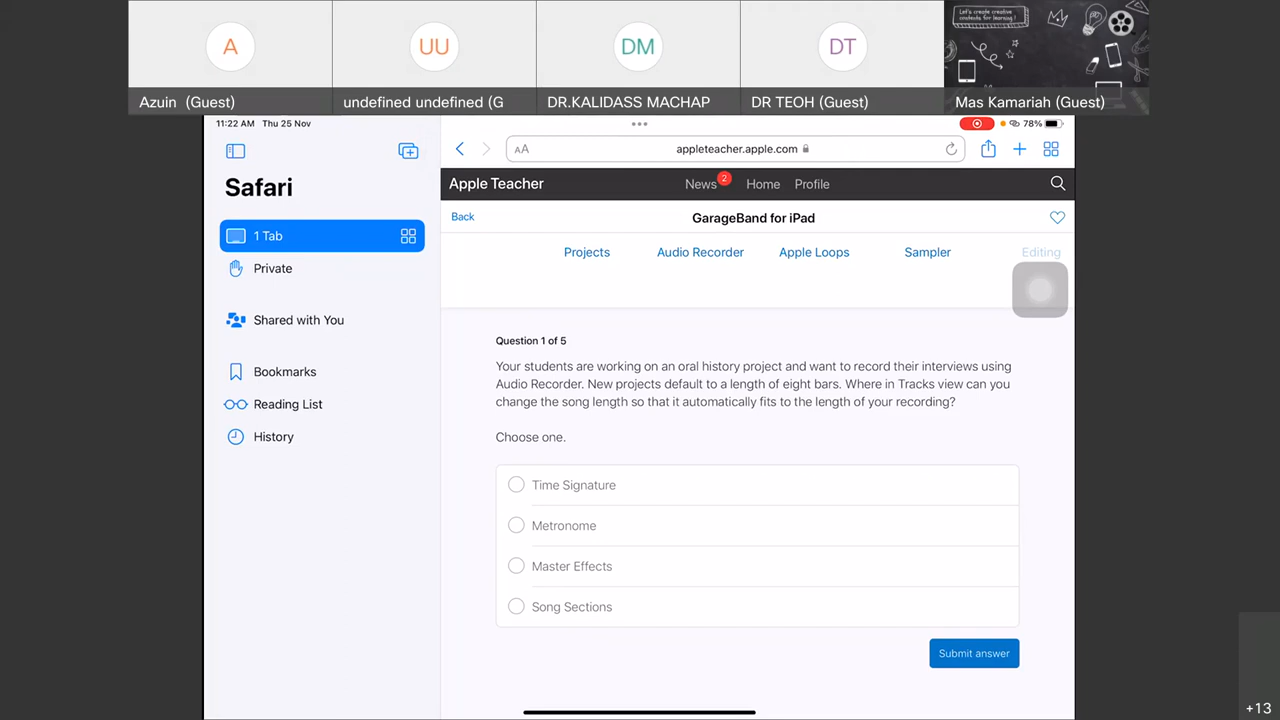 A
UU
DM
DT
Let's create creative
contents for learning!
Azuin (Guest)
undefined undefined (G
DR.KALIDASS MACHAP
DR TEOH (Guest)
Mas Kamariah (Guest)
11:22 AM Thu 25 Nov
78%
AA
appleteacher.apple.com
Safari
Apple Teacher
News
2
Home
Profile
Back
GarageBand for iPad
1 Tab
Private
Shared with You
Bookmarks
Reading List
History
Projects
Audio Recorder
Apple Loops
Sampler
Editing
Question 1 of 5
Your students are working on an oral history project and want to record their interviews using
Audio Recorder. New projects default to a length of eight bars. Where in Tracks view can you
change the song length so that it automatically fits to the length of your recording?
Choose one.
Time Signature
Metronome
Master Effects
Song Sections
Submit answer
+13